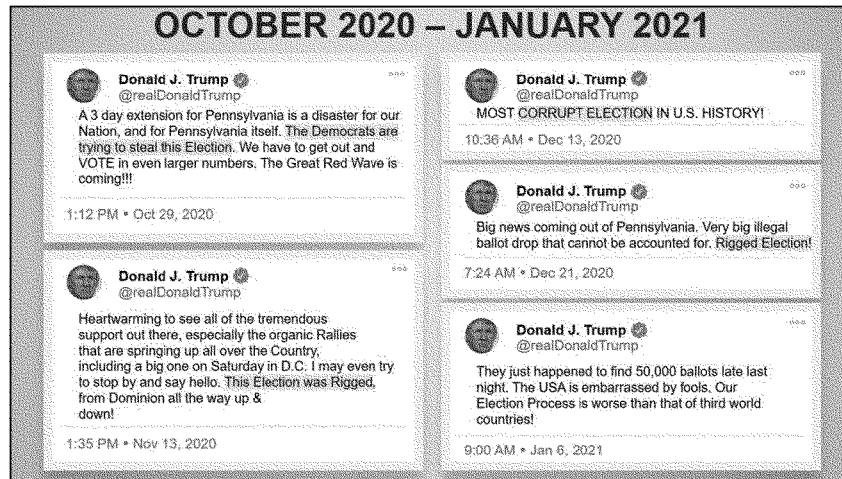 OCTOBER 2020 – JANUARY 2021
Donald J. Trump
@realDonaldTrump
A 3 day extension for Pennsylvania is a disaster for our
Nation, and for Pennsylvania itself. The Democrats are
trying to steal this Election. We have to get out and
VOTE in even larger numbers. The Great Red Wave is
coming!!!
1:12 PM • Oct 29, 2020
Donald J. Trump
@realDonaldTrump
Heartwarming to see all of the tremendous
support out there, especially the organic Rallies
that are springing up all over the Country,
including a big one on Saturday in D.C. I may even try
to stop by and say hello. This Election was Rigged,
from Dominion all the way up &
down!
1:35 PM • Nov 13, 2020
Donald J. Trump
@realDonaldTrump
MOST CORRUPT ELECTION IN U.S. HISTORY!
10:36 AM • Dec 13, 2020
Donald J. Trump
@realDonaldTrump
Big news coming out of Pennsylvania. Very big illegal
ballot drop that cannot be accounted for. Rigged Election!
7:24 AM • Dec 21, 2020
Donald J. Trump
@realDonaldTrump
They just happened to find 50,000 ballots late last
night. The USA is embarrassed by fools. Our
Election Process is worse than that of third world
countries!
9:00 AM • Jan 6, 2021